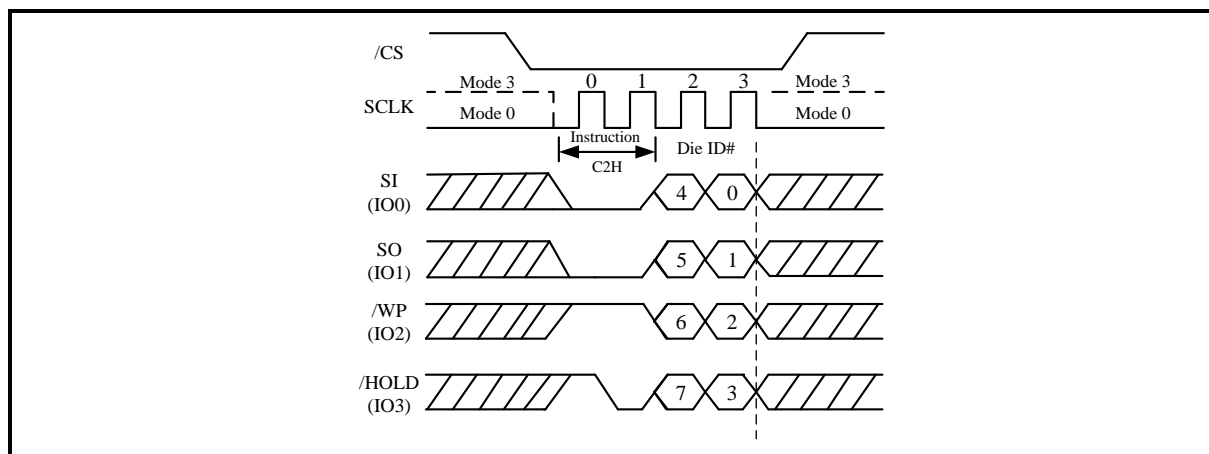 /CS
Mode 3 0 1 2 3 Mode 3
SCLK
Mode 0 Mode 0
Instruction
Die ID#
C2H
SI
(IO0) 4 0
SO
(IO1) 5 1
/WP
(IO2) 6 2
/HOLD
(IO3) 7 3